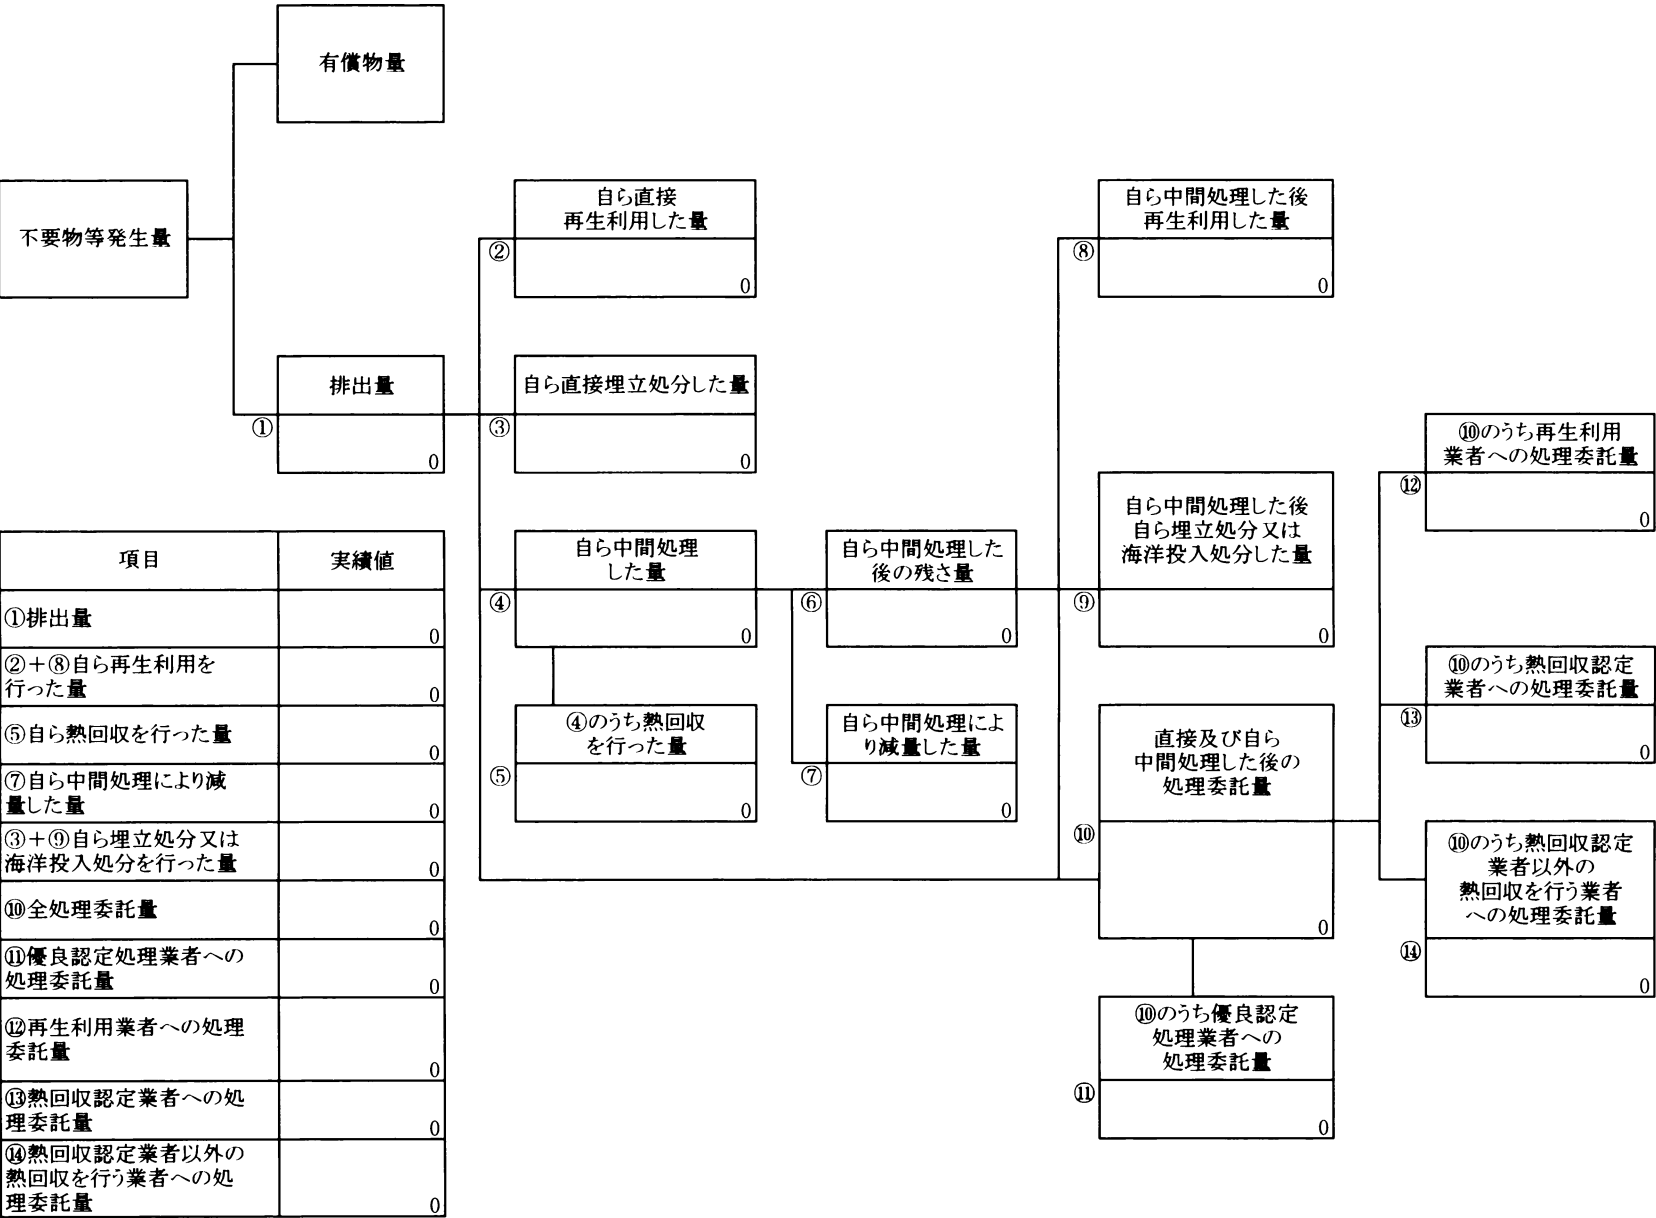 有償物量
不要物等発生量
自ら直接
再生利用した量
②
0
自ら中間処理した後
再生利用した量
⑧
0
排出量
①
0
自ら直接埋立処分した量
③
0
⑩のうち再生利用
業者への処理委託量
⑫
0
自ら中間処理
した量
④
0
自ら中間処理した
後の残さ量
⑥
0
自ら中間処理した後
自ら埋立処分又は
海洋投入処分した量
⑨
0
⑩のうち熱回収認定
業者への処理委託量
⑬
0
④のうち熱回収
を行った量
⑤
0
自ら中間処理によ
り減量した量
⑦
0
直接及び自ら
中間処理した後の
処理委託量
⑩
0
⑩のうち熱回収認定
業者以外の
熱回収を行う業者
への処理委託量
⑭
0
⑩のうち優良認定
処理業者への
処理委託量
⑪
0
項目 実績値
①排出量
0
②＋⑧自ら再生利用を
行った量
0
⑤自ら熱回収を行った量
0
⑦自ら中間処理により減
量した量
0
③＋⑨自ら埋立処分又は
海洋投入処分を行った量
0
⑩全処理委託量
0
⑪優良認定処理業者への
処理委託量
0
⑫再生利用業者への処理
委託量
0
⑬熱回収認定業者への処
理委託量
0
⑭熱回収認定業者以外の
熱回収を行う業者への処
理委託量
0